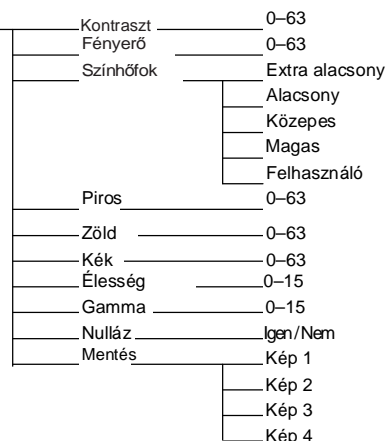 Kontraszt 0–63
Fényerő 0–63
Színhőfok Extra alacsony
Alacsony
Közepes
Magas
Felhasználó
Piros 0–63
Zöld 0–63
Kék 0–63
Élesség 0–15
Gamma 0–15
Nulláz Igen/Nem
Mentés Kép 1
Kép 2
Kép 3
Kép 4